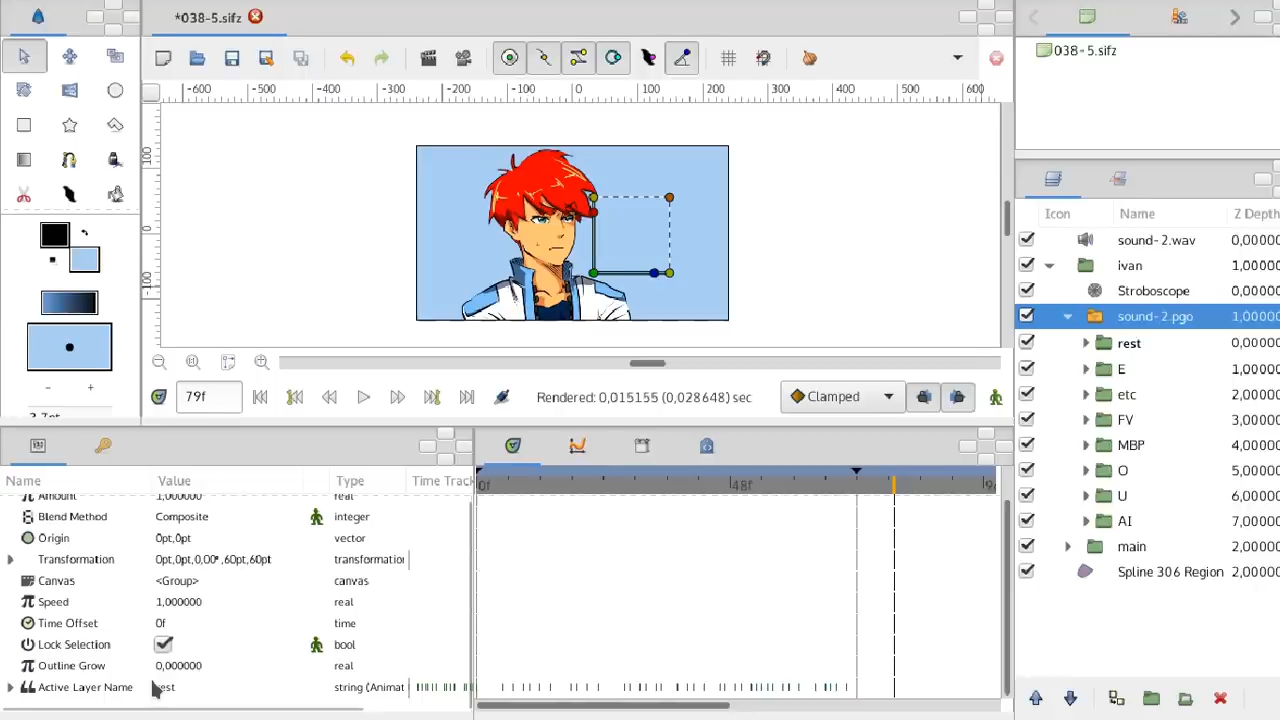 *038-5.sifz
-600 -500 -400 -300 -200 -100 0 100 200 300 400 500 600
100
0
-100
79f
Rendered: 0,015155 (0,028648) sec
Clamped
Name Value Type Time Track
Amount 1,000000 real
Blend Method Composite integer
Origin 0pt,0pt vector
Transformation 0pt,0pt,0,00°,60pt,60pt transformation
Canvas <Group> canvas
Speed 1,000000 real
Time Offset 0f time
Lock Selection bool
Outline Grow 0,000000 real
Active Layer Name string (Animat
0f 48f
038-5.sifz
Icon Name Z Depth
sound-2.wav 0,00000
ivan 1,00000
Stroboscope 0,00000
sound-2.pgo 1,00000
rest 0,00000
E 1,00000
etc 2,00000
FV 3,00000
MBP 4,00000
O 5,00000
U 6,00000
AI 7,00000
main 2,00000
Spline 306 Region 2,00000